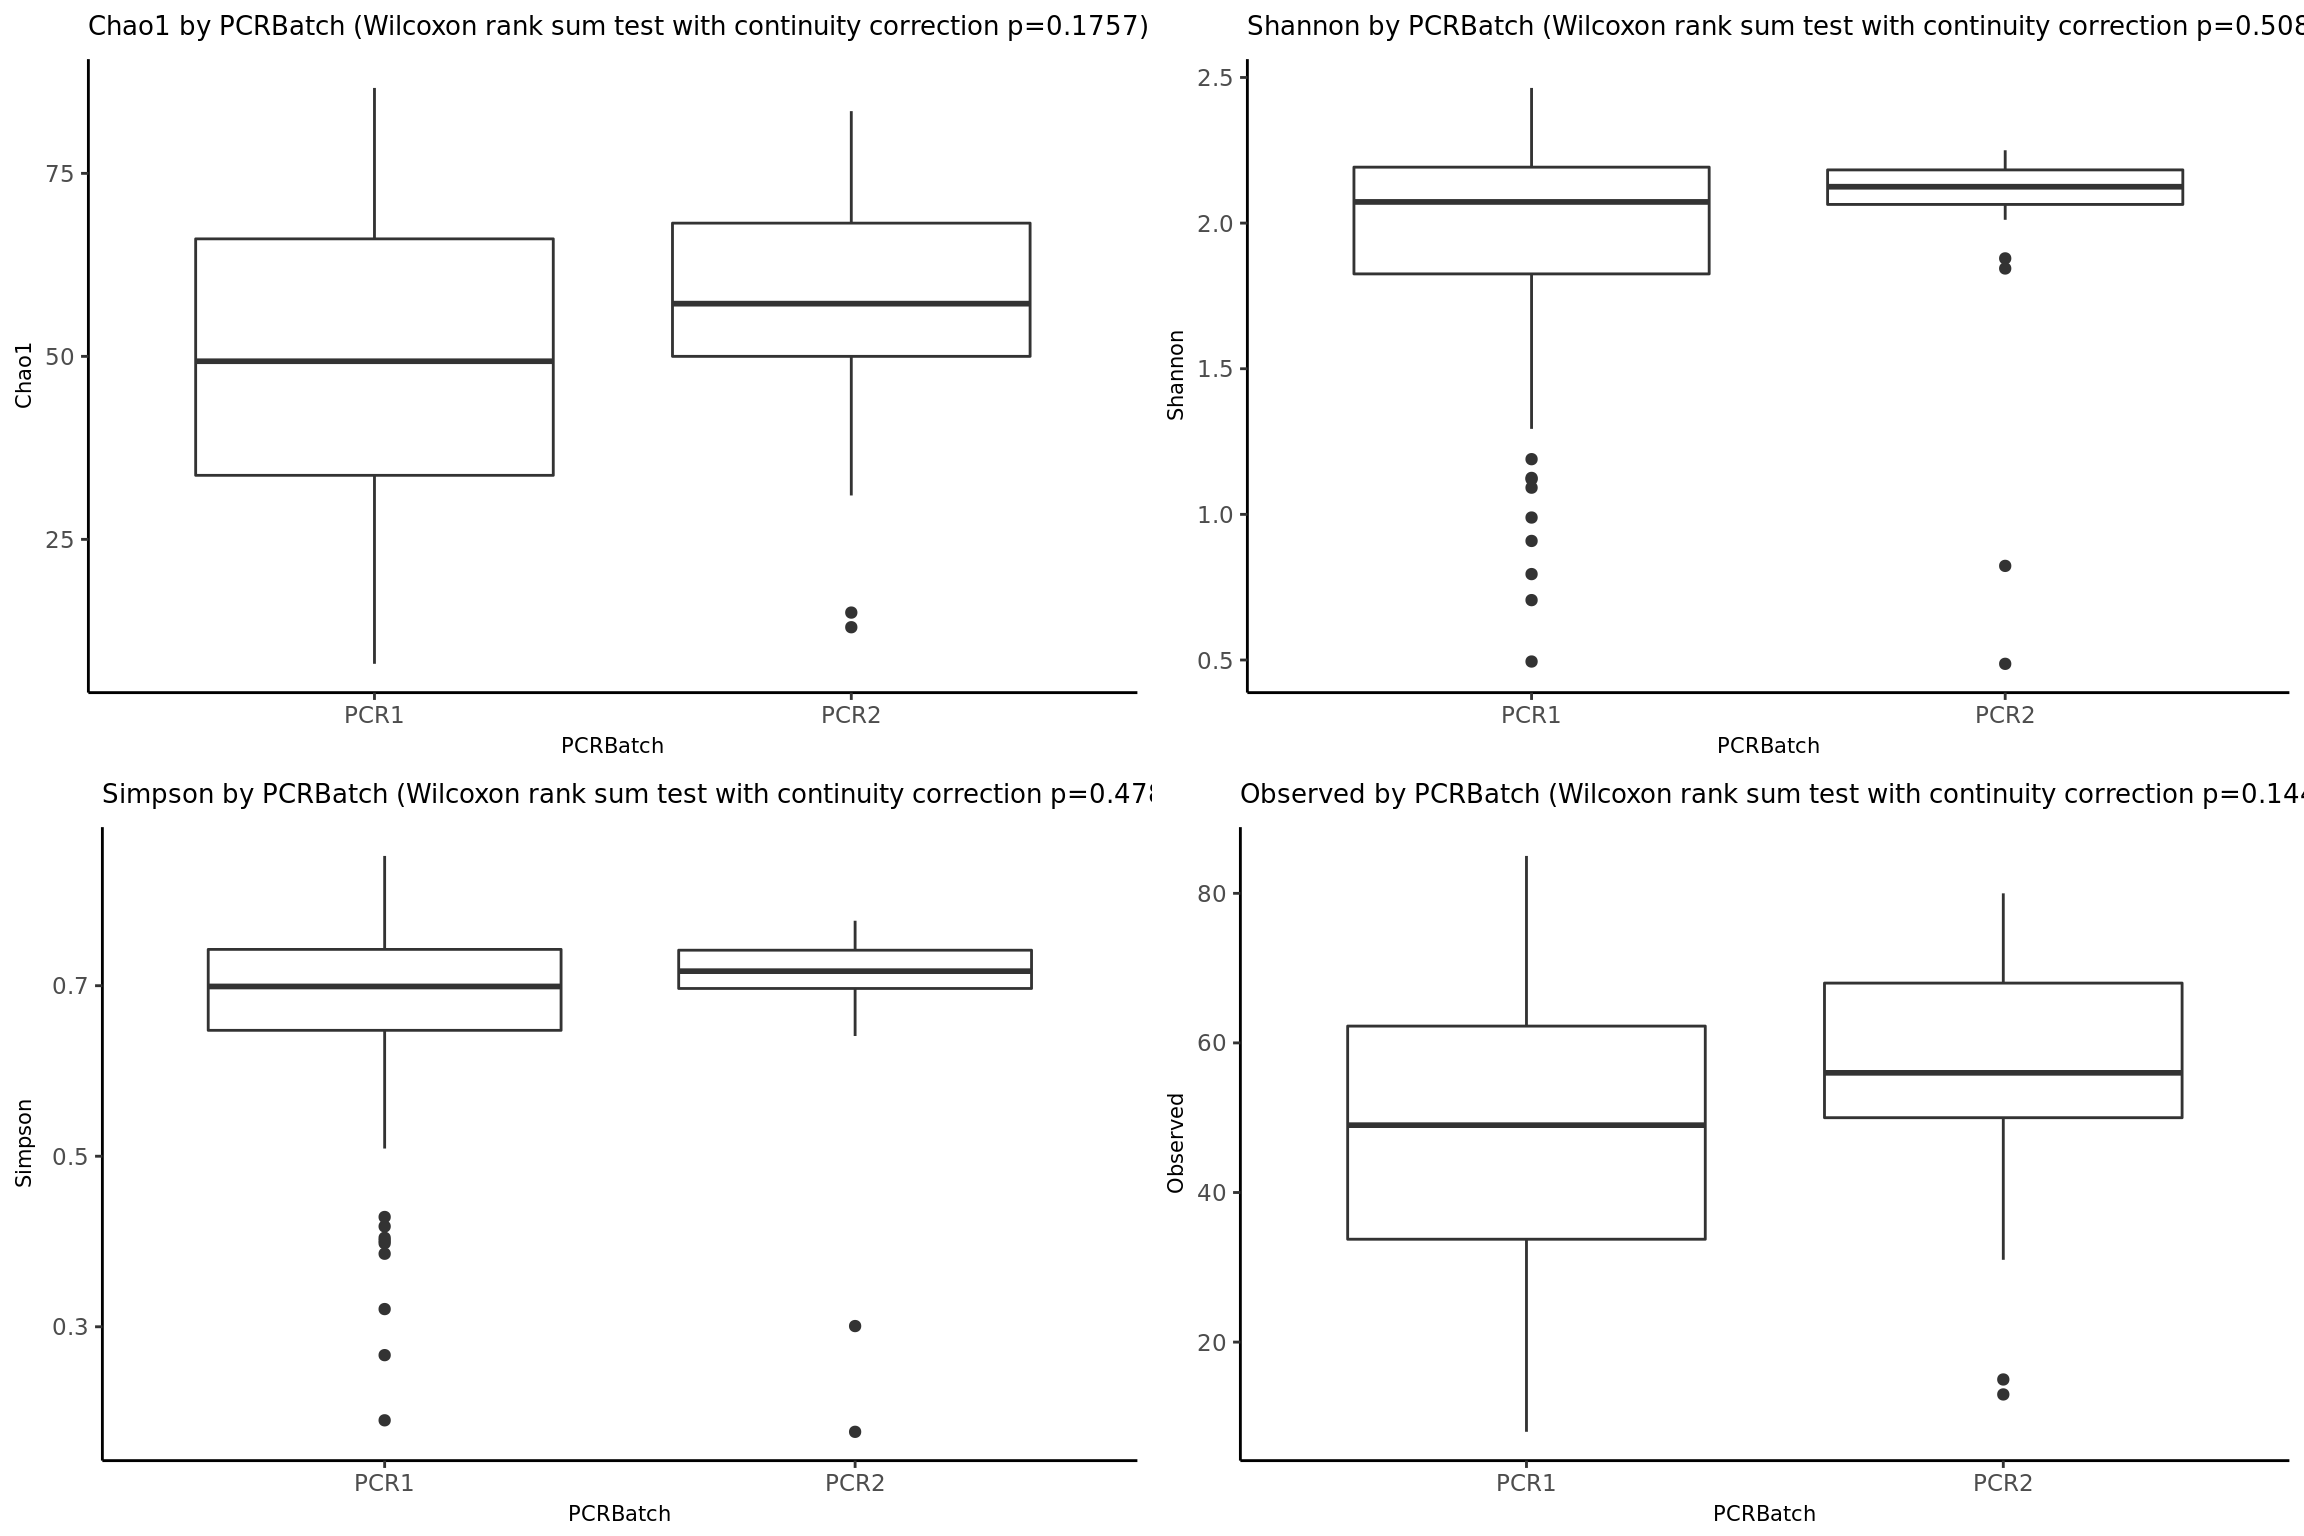 Chao1 by PCRBatch (Wilcoxon rank sum test with continuity correction p=0.1757)
75
50
25
Chao1
PCR1 PCR2
PCRBatch
Shannon by PCRBatch (Wilcoxon rank sum test with continuity correction p=0.508
2.5
2.0
1.5
1.0
0.5
Shannon
PCR1 PCR2
PCRBatch
Simpson by PCRBatch (Wilcoxon rank sum test with continuity correction p=0.478
0.7
0.5
0.3
Simpson
PCR1 PCR2
PCRBatch
Observed by PCRBatch (Wilcoxon rank sum test with continuity correction p=0.144
80
60
40
20
Observed
PCR1 PCR2
PCRBatch